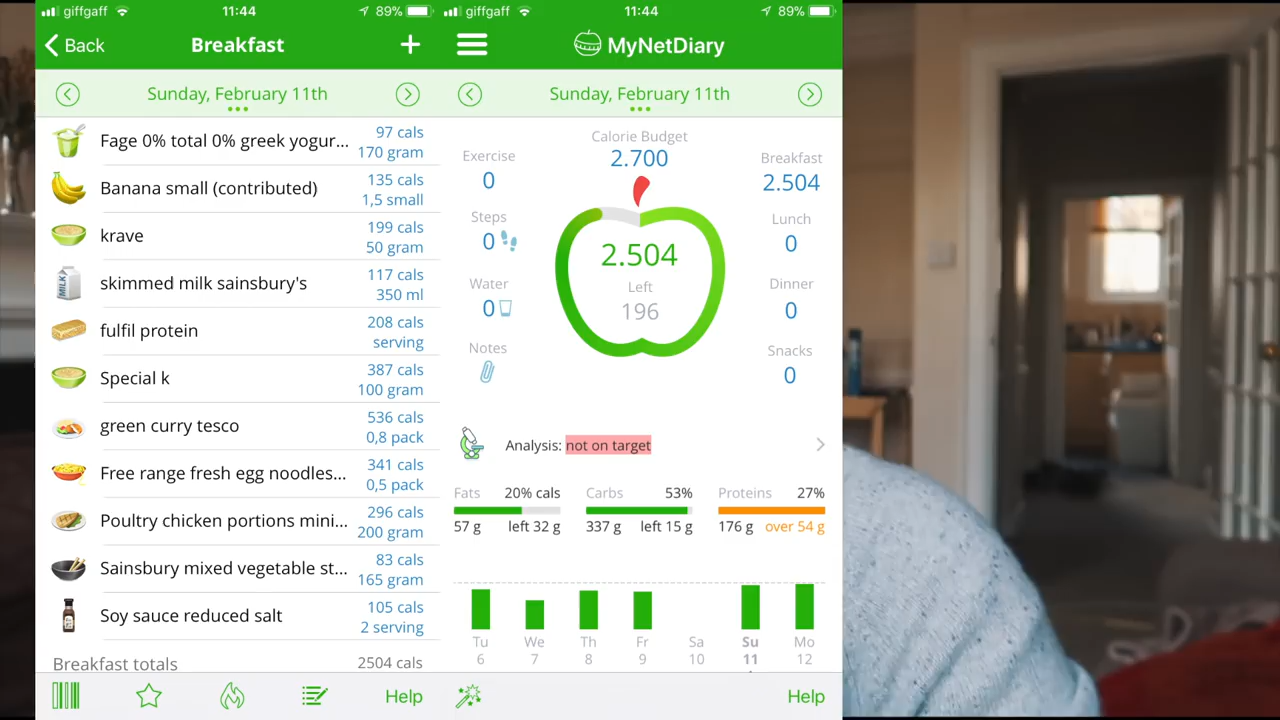 giffgaff 11:44 89%
Back Breakfast +
Sunday, February 11th
Fage 0% total 0% greek yogur... 97 cals
170 gram
Banana small (contributed) 135 cals
1,5 small
krave 199 cals
50 gram
skimmed milk sainsbury's 117 cals
350 ml
fulfil protein 208 cals
serving
Special k 387 cals
100 gram
green curry tesco 536 cals
0,8 pack
Free range fresh egg noodles... 341 cals
0,5 pack
Poultry chicken portions mini... 296 cals
200 gram
Sainsbury mixed vegetable st... 83 cals
165 gram
Soy sauce reduced salt 105 cals
2 serving
Breakfast totals 2504 cals
Help
giffgaff 11:44 89%
MyNetDiary
Sunday, February 11th
Calorie Budget
2.700
Exercise
0
Steps
0
Water
0
Notes
2.504
Left
196
Breakfast
2.504
Lunch
0
Dinner
0
Snacks
0
Analysis: not on target
Fats 20% cals
57 g left 32 g
Carbs 53%
337 g left 15 g
Proteins 27%
176 g over 54 g
Tu We Th Fr Sa Su Mo
6 7 8 9 10 11 12
Help